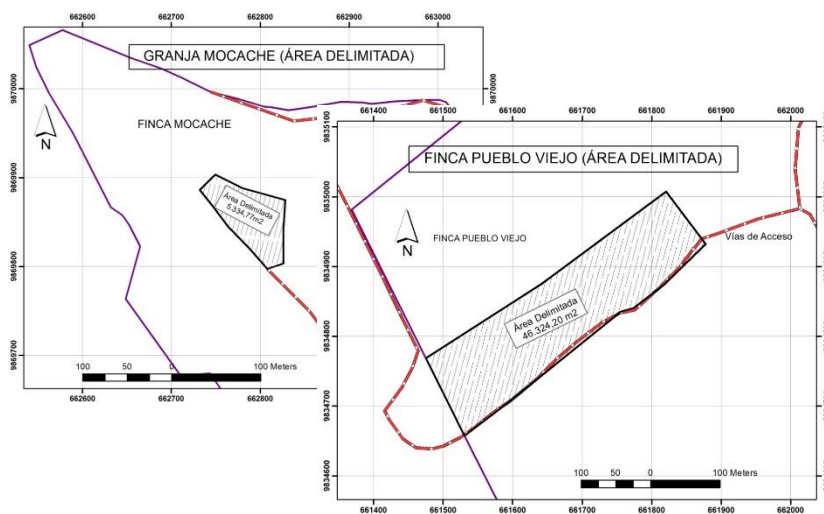 662600 662700 662800 662900 663000
GRANJA MOCACHE (ÁREA DELIMITADA)
9870000
9870000
FINCA MOCACHE
N
9869900
Área Delimitada
5.334,77m2
9869800
9869700
100 50 0 100 Meters
662600 662700 662800
661400 661500 661600 661700 661800 661900 662000
9835100
FINCA PUEBLO VIEJO (ÁREA DELIMITADA)
9835000
N
FINCA PUEBLO VIEJO
Vías de Acceso
9834900
Área Delimitada
46.324,20 m2
9834800
9834700
9834600
100 50 0 100 Meters
661400 661500 661600 661700 661800 661900 662000